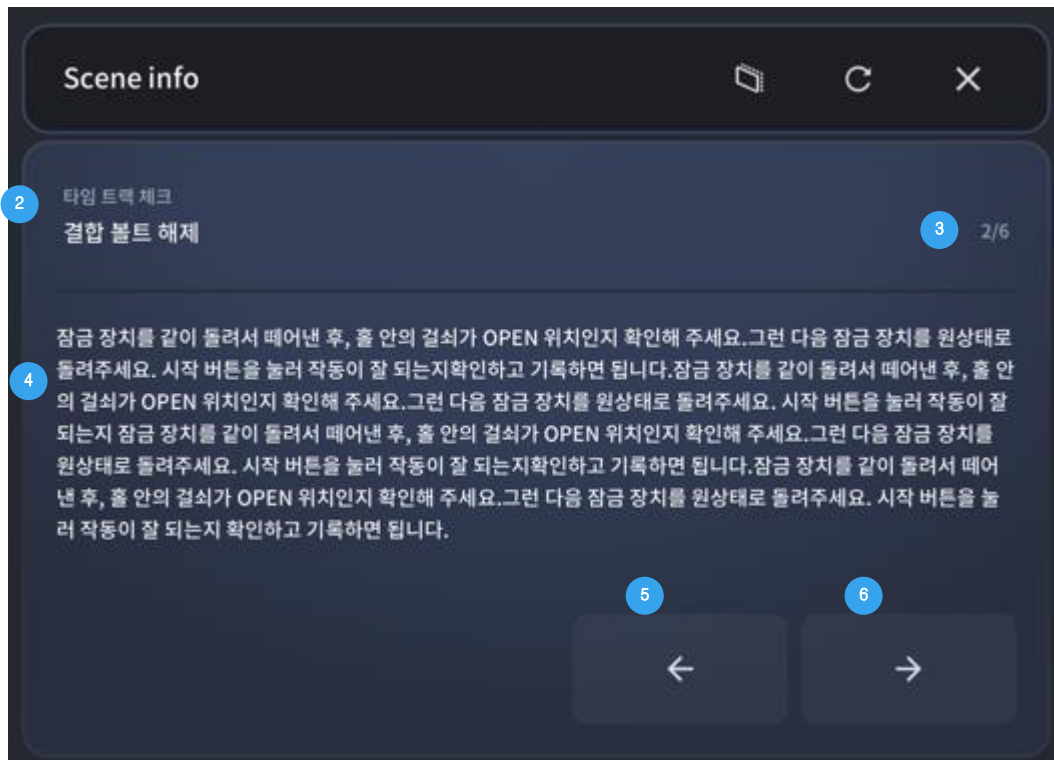 Scene info
2
타임 트랙 체크
결합 볼트 해제
3
2/6
4
잠금 장치를 같이 돌려서 떼어낸 후, 홀 안의 걸쇠가 OPEN 위치인지 확인해 주세요.그런 다음 잠금 장치를 원상태로
돌려주세요. 시작 버튼을 눌러 작동이 잘 되는지확인하고 기록하면 됩니다.잠금 장치를 같이 돌려서 떼어낸 후, 홀 안
의 걸쇠가 OPEN 위치인지 확인해 주세요.그런 다음 잠금 장치를 원상태로 돌려주세요. 시작 버튼을 눌러 작동이 잘
되는지 잠금 장치를 같이 돌려서 떼어낸 후, 홀 안의 걸쇠가 OPEN 위치인지 확인해 주세요.그런 다음 잠금 장치를
원상태로 돌려주세요. 시작 버튼을 눌러 작동이 잘 되는지확인하고 기록하면 됩니다.잠금 장치를 같이 돌려서 떼어
낸 후, 홀 안의 걸쇠가 OPEN 위치인지 확인해 주세요.그런 다음 잠금 장치를 원상태로 돌려주세요. 시작 버튼을 눌
러 작동이 잘 되는지 확인하고 기록하면 됩니다.
5
6